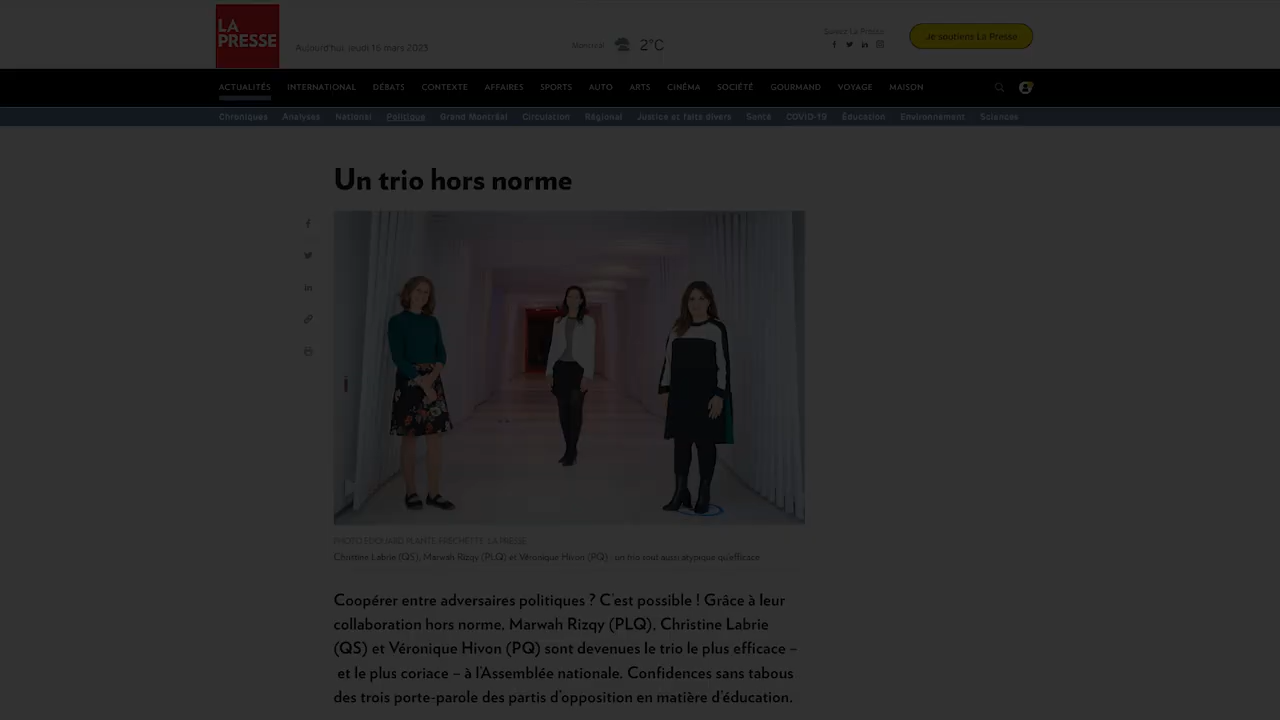 LA
PRESSE
Aujourd'hui, jeudi 16 mars 2023
Montréal
2°C
Suivez La Presse
Je soutiens La Presse
ACTUALITÉS INTERNATIONAL DÉBATS CONTEXTE AFFAIRES SPORTS AUTO ARTS CINÉMA SOCIÉTÉ GOURMAND VOYAGE MAISON
Chroniques Analyses National Politique Grand Montréal Circulation Régional Justice et faits divers Santé COVID-19 Éducation Environnement Sciences
Un trio hors norme
PHOTO EDOUARD PLANTE-FRÉCHETTE, LA PRESSE
Christine Labrie (QS), Marwah Rizqy (PLQ) et Véronique Hivon (PQ) : un trio tout aussi atypique qu'efficace
Coopérer entre adversaires politiques ? C'est possible ! Grâce à leur
collaboration hors norme, Marwah Rizqy (PLQ), Christine Labrie
(QS) et Véronique Hivon (PQ) sont devenues le trio le plus efficace –
et le plus coriace – à l'Assemblée nationale. Confidences sans tabous
des trois porte-parole des partis d'opposition en matière d'éducation.